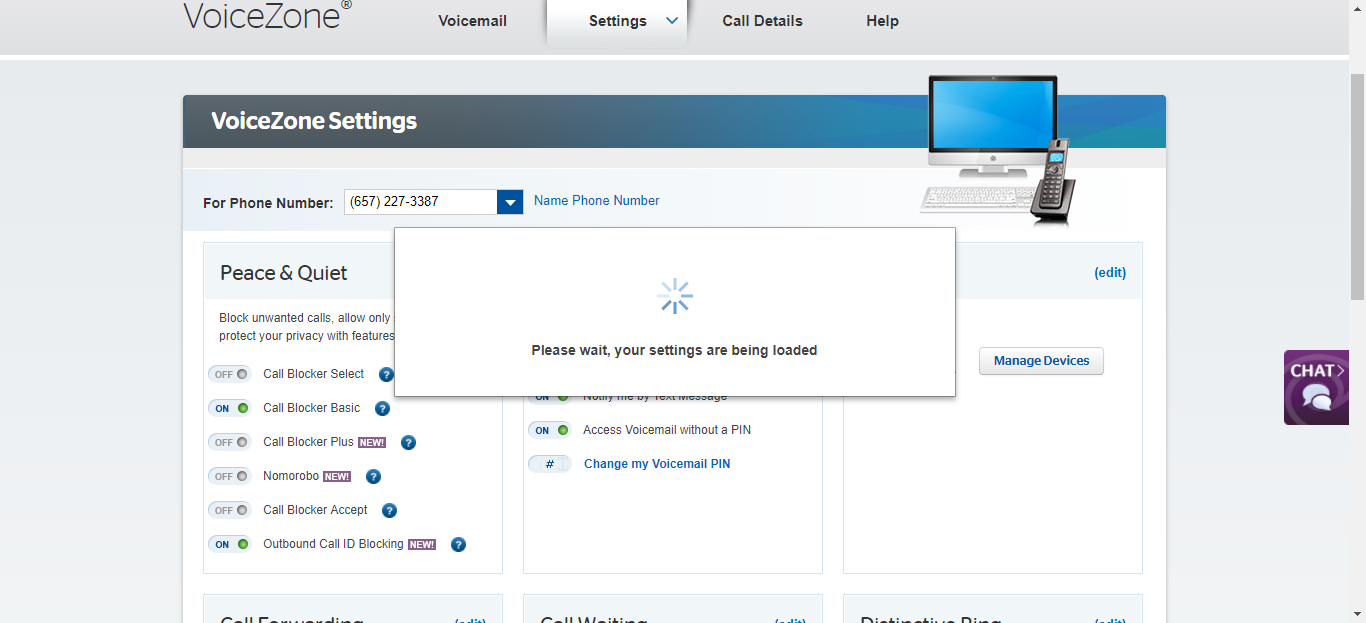 VoiceZone®
Voicemail
Settings
Call Details
Help
VoiceZone Settings
For Phone Number:
(657) 227-3387
Name Phone Number
Peace & Quiet
(edit)
Block unwanted calls, allow only
protect your privacy with features
Please wait, your settings are being loaded
Manage Devices
CHAT>
OFF Call Blocker Select ?
ON Call Blocker Basic ?
OFF Call Blocker Plus NEW! ?
OFF Nomorobo NEW! ?
OFF Call Blocker Accept ?
ON Outbound Call ID Blocking NEW! ?
ON Notify me by Text Message
ON Access Voicemail without a PIN
# Change my Voicemail PIN
Call Forwarding
(edit)
Call Waiting
(edit)
Distinctive Ring
(edit)